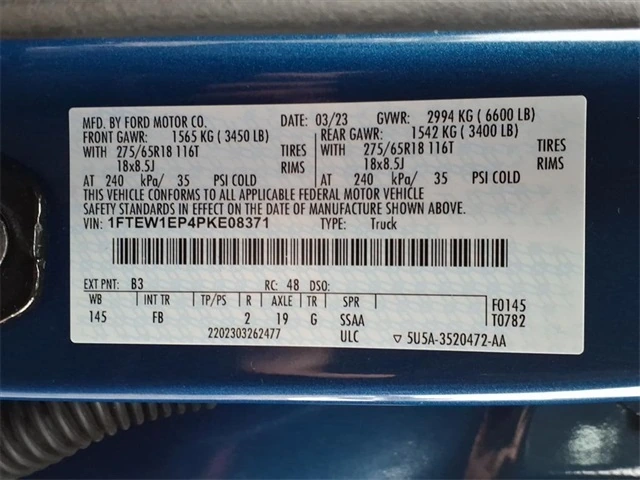 MFD. BY FORD MOTOR CO. DATE: 03/23 GVWR: 2994 KG ( 6600 LB)
FRONT GAWR: 1565 KG ( 3450 LB) REAR GAWR: 1542 KG ( 3400 LB)
WITH 275/65R18 116T TIRES WITH 275/65R18 116T TIRES
18x8.5J RIMS 18x8.5J RIMS
AT 240 kPa/ 35 PSI COLD AT 240 kPa/ 35 PSI COLD
THIS VEHICLE CONFORMS TO ALL APPLICABLE FEDERAL MOTOR VEHICLE
SAFETY STANDARDS IN EFFECT ON THE DATE OF MANUFACTURE SHOWN ABOVE.
VIN: 1FTEW1EP4PKE08371 TYPE: Truck
EXT PNT: B3 RC: 48 DSO:
WB INT TR TP/PS R AXLE TR SPR F0145
145 FB 2 19 G SSAA T0782
2202303262477 ULC 5U5A-3520472-AA